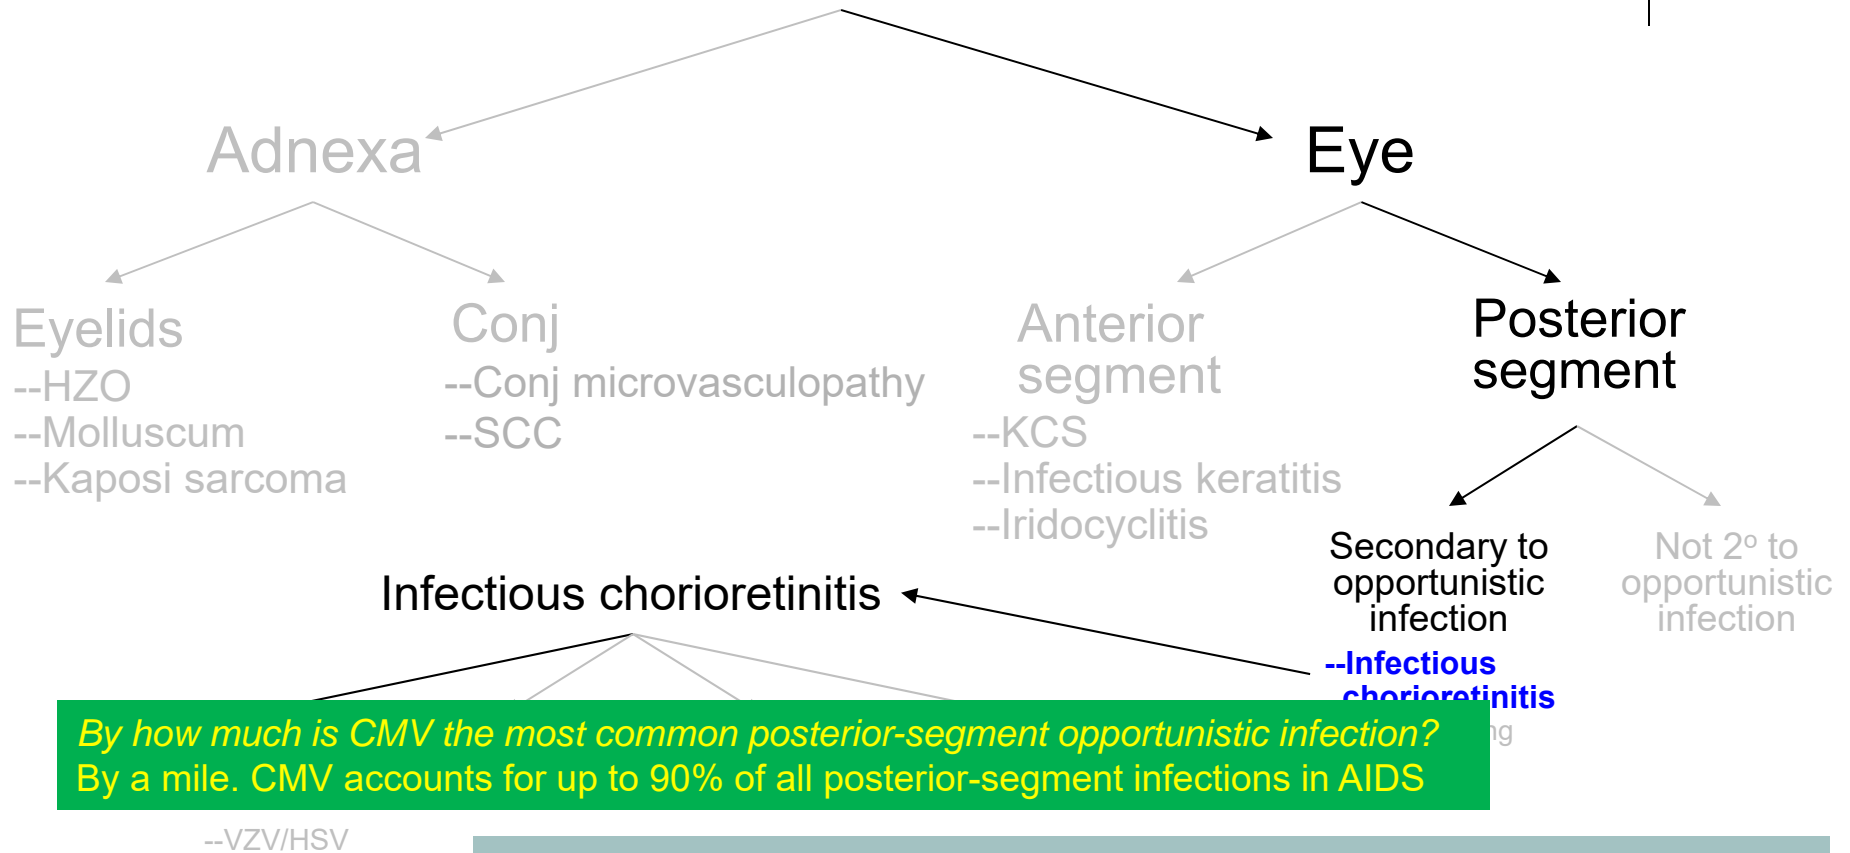 Adnexa
Eye
Eyelids
--HZO
--Molluscum
--Kaposi sarcoma
Conj
--Conj microvasculopathy
--SCC
Anterior
segment
--KCS
--Infectious keratitis
--Iridocyclitis
Posterior
segment
Secondary to
opportunistic
infection
--Infectious
chorioretinitis
Not 2º to
opportunistic
infection
Infectious chorioretinitis
By how much is CMV the most common posterior-segment opportunistic infection?
By a mile. CMV accounts for up to 90% of all posterior-segment infections in AIDS
--VZV/HSV